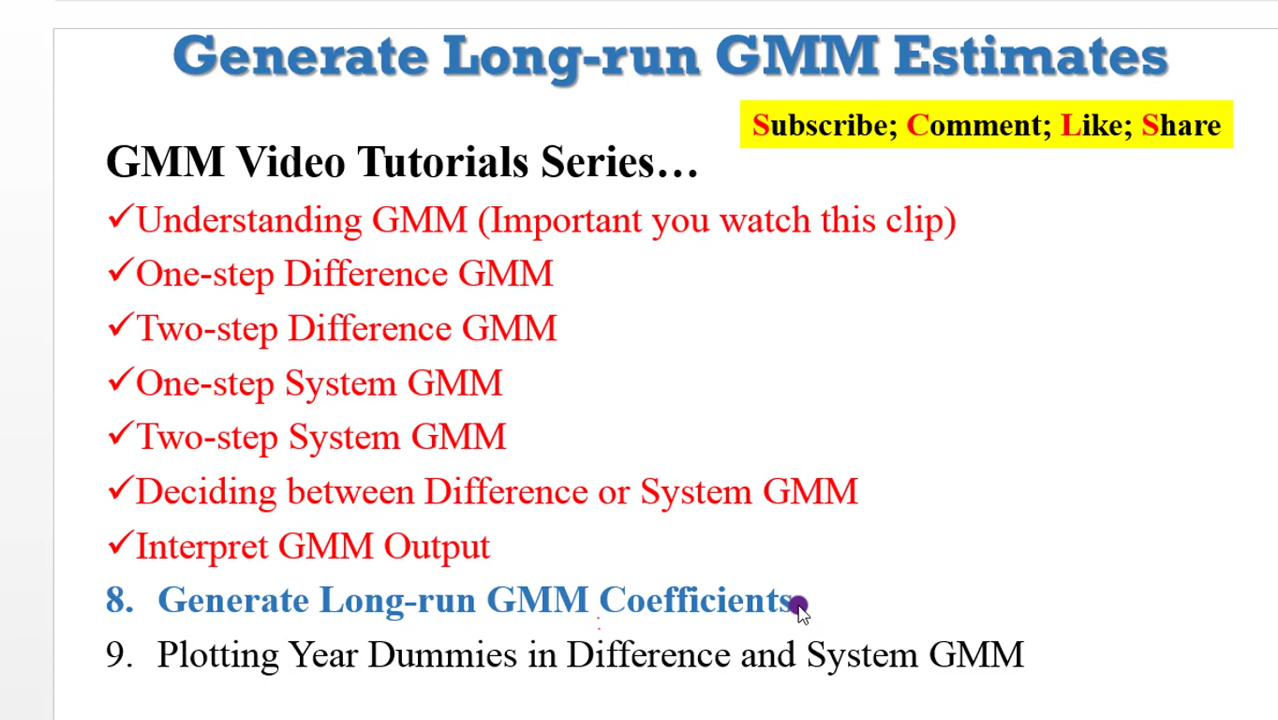 Generate Long-run GMM Estimates
Subscribe; Comment; Like; Share
GMM Video Tutorials Series…
✓Understanding GMM (Important you watch this clip)
✓One-step Difference GMM
✓Two-step Difference GMM
✓One-step System GMM
✓Two-step System GMM
✓Deciding between Difference or System GMM
✓Interpret GMM Output
8. Generate Long-run GMM Coefficients
9. Plotting Year Dummies in Difference and System GMM